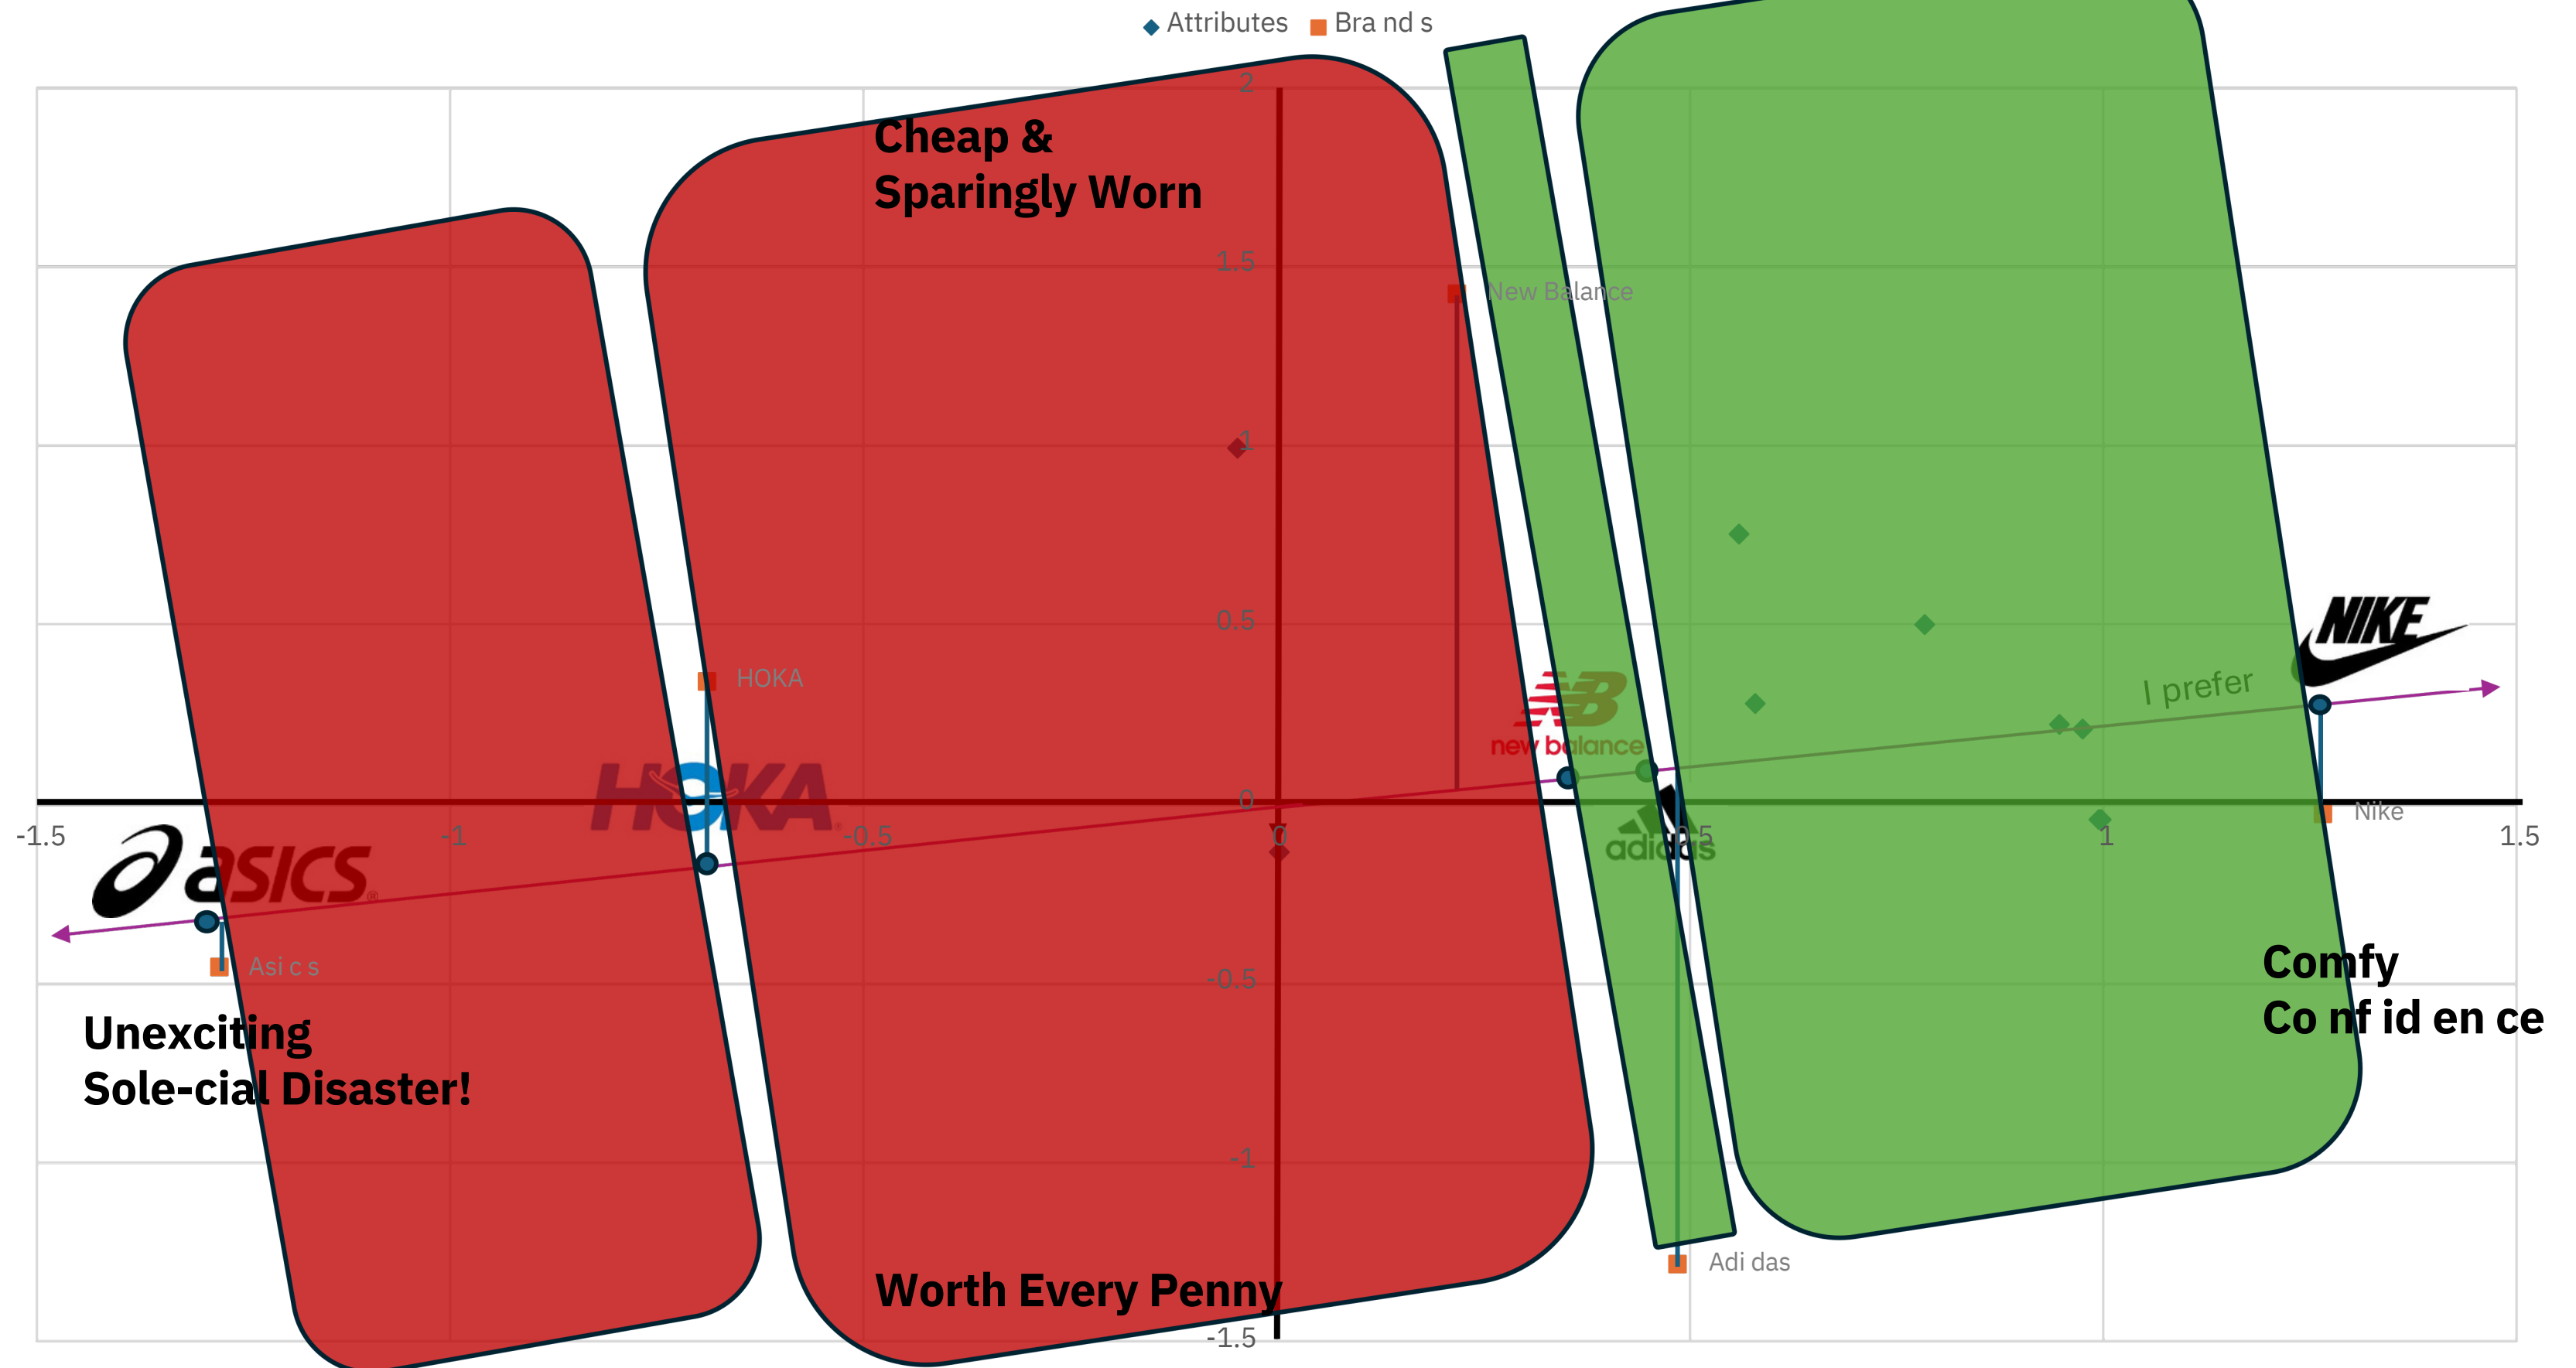 Attributes Bra nd s
2
Cheap &
Sparingly Worn
1.5
New Balance
1
0.5
NIKE
I prefer
HOKA
NB
new balance
HOKA®
0
Nike
-1.5 -1 -0.5 0 0.5 1 1.5
adidas
asics®
Asi c s
-0.5
Comfy
Co nf id en ce
Unexciting
Sole-cial Disaster!
-1
Adi das
Worth Every Penny
-1.5